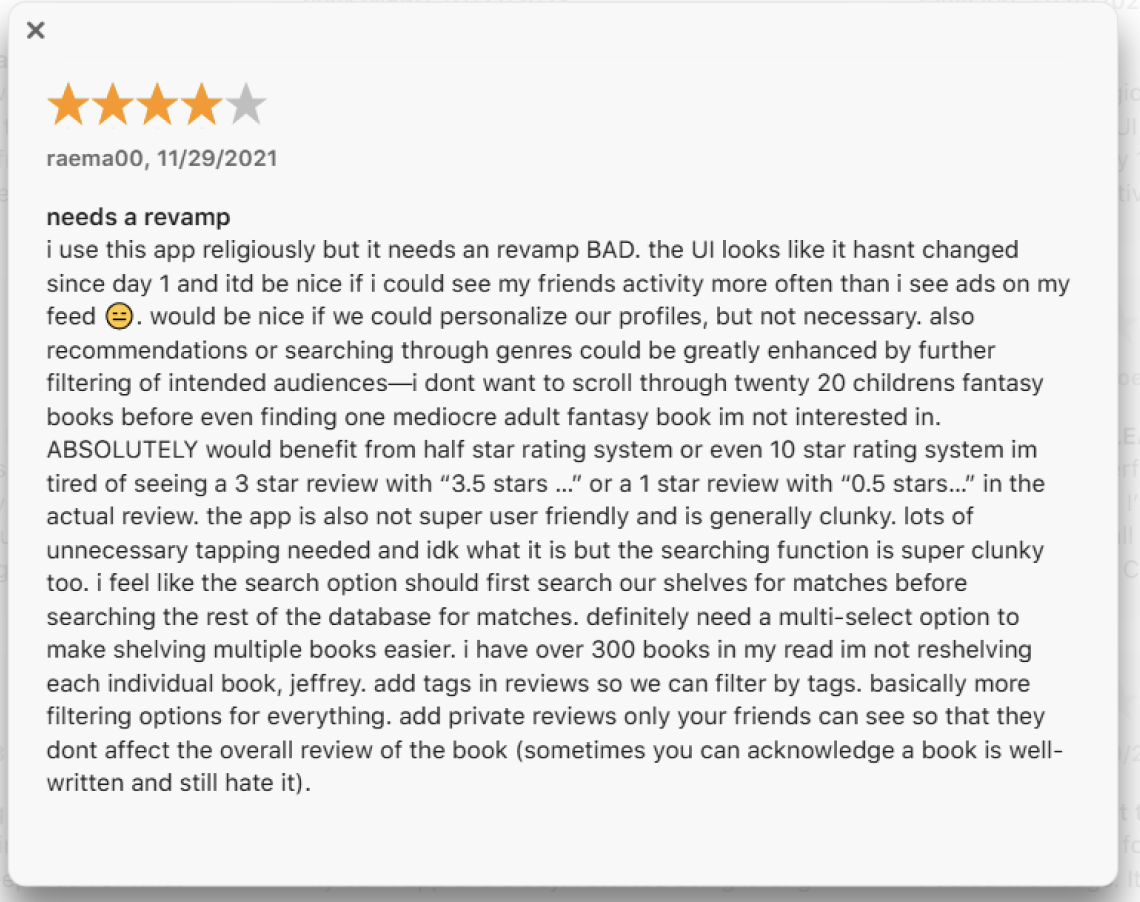 raema00, 11/29/2021
needs a revamp
i use this app religiously but it needs an revamp BAD. the UI looks like it hasnt changed
since day 1 and itd be nice if i could see my friends activity more often than i see ads on my
feed 😑. would be nice if we could personalize our profiles, but not necessary. also
recommendations or searching through genres could be greatly enhanced by further
filtering of intended audiences—i dont want to scroll through twenty 20 childrens fantasy
books before even finding one mediocre adult fantasy book im not interested in.
ABSOLUTELY would benefit from half star rating system or even 10 star rating system im
tired of seeing a 3 star review with “3.5 stars ...” or a 1 star review with “0.5 stars...” in the
actual review. the app is also not super user friendly and is generally clunky. lots of
unnecessary tapping needed and idk what it is but the searching function is super clunky
too. i feel like the search option should first search our shelves for matches before
searching the rest of the database for matches. definitely need a multi-select option to
make shelving multiple books easier. i have over 300 books in my read im not reshelving
each individual book, jeffrey. add tags in reviews so we can filter by tags. basically more
filtering options for everything. add private reviews only your friends can see so that they
dont affect the overall review of the book (sometimes you can acknowledge a book is well-
written and still hate it).